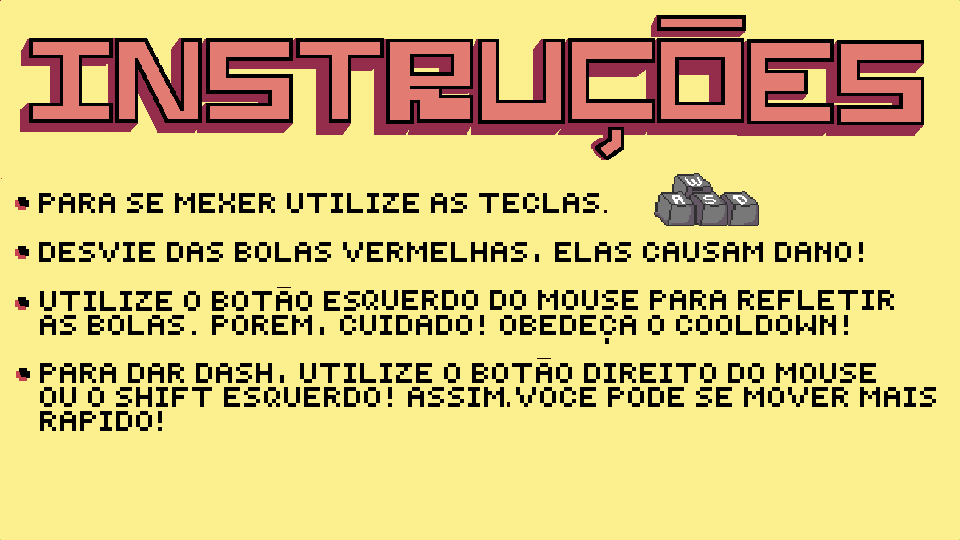 INSTRUÇÕES
PARA SE MEXER UTILIZE AS TECLAS.
W
A S D
DESVIE DAS BOLAS VERMELHAS, ELAS CAUSAM DANO!
UTILIZE O BOTÃO ESQUERDO DO MOUSE PARA REFLETIR
AS BOLAS. POREM, CUIDADO! OBEDEÇA O COOLDOWN!
PARA DAR DASH, UTILIZE O BOTÃO DIREITO DO MOUSE
OU O SHIFT ESQUERDO! ASSIM,VOCE PODE SE MOVER MAIS
RAPIDO!